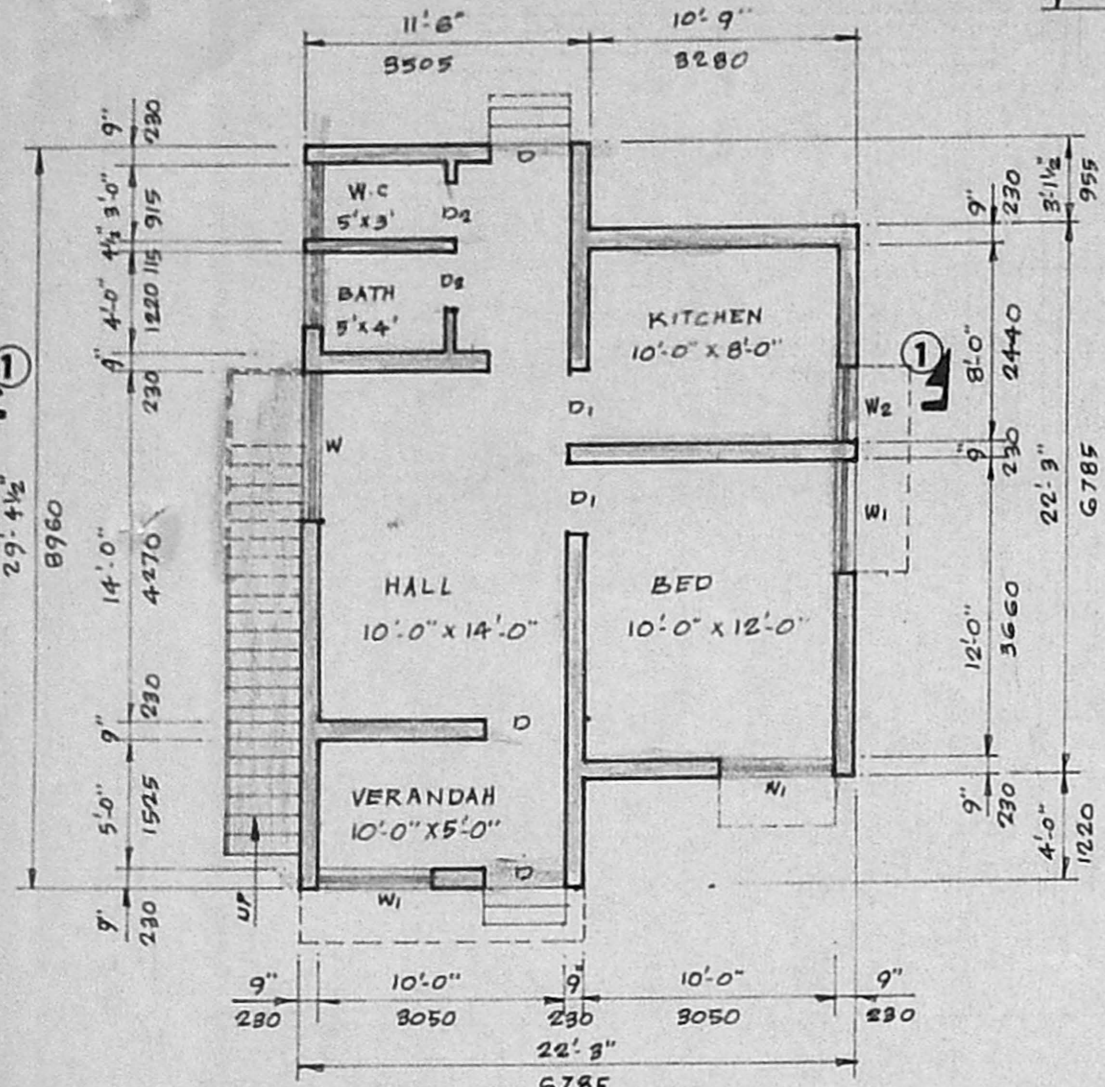 11'-6" 10'-9"
3505 3280
9" 230
3'-0" 915
4½" 115
4'-0" 1220
9" 230
14'-0" 4270
9" 230
5'-0" 1525
9" 230
29'-4½" 8960
1
D
W.C
5'x3'
D2
BATH
5'x4'
D2
KITCHEN
10'-0" x 8'-0"
D1
W2
1
W
D1
W1
HALL
10'-0" x 14'-0"
BED
10'-0" x 12'-0"
D
W1
VERANDAH
10'-0" x 5'-0"
D
W1
UP
9" 230
8'-0" 2440
9" 230
12'-0" 3660
9" 230
3'-1½" 955
22'-3" 6785
4'-0" 1220
9" 10'-0" 9" 10'-0" 9"
230 3050 230 3050 230
22'-3"
6785